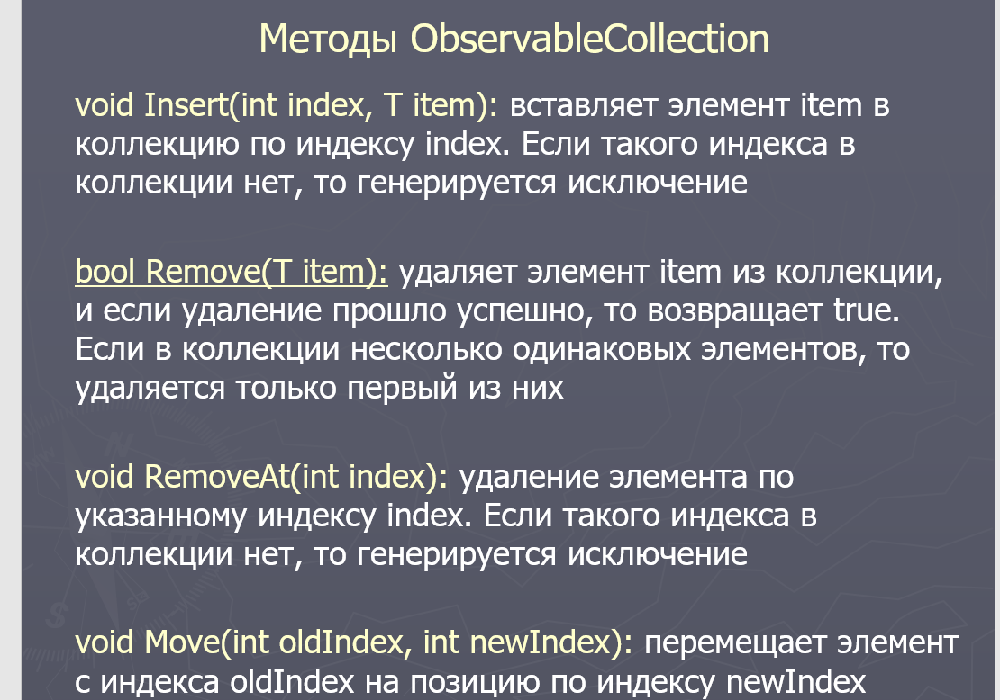 Методы ObservableCollection
void Insert(int index, T item): вставляет элемент item в
коллекцию по индексу index. Если такого индекса в
коллекции нет, то генерируется исключение
bool Remove(T item): удаляет элемент item из коллекции,
и если удаление прошло успешно, то возвращает true.
Если в коллекции несколько одинаковых элементов, то
удаляется только первый из них
void RemoveAt(int index): удаление элемента по
указанному индексу index. Если такого индекса в
коллекции нет, то генерируется исключение
void Move(int oldIndex, int newIndex): перемещает элемент
с индекса oldIndex на позицию по индексу newIndex
N
S